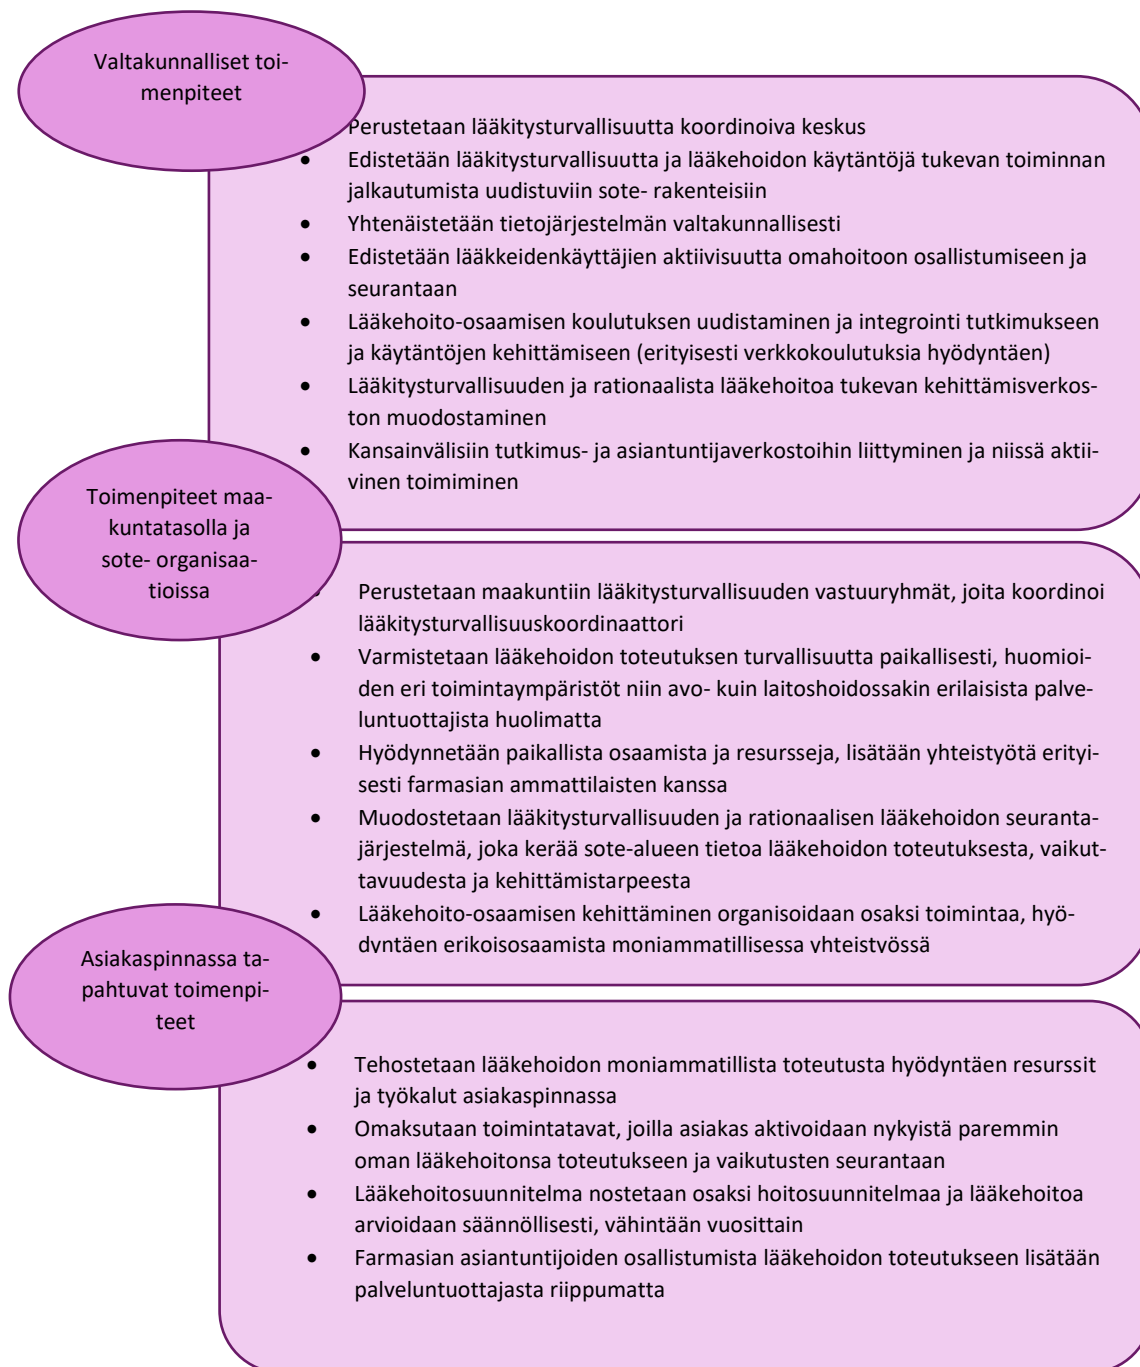 Valtakunnalliset toi-
menpiteet
Perustetaan lääkitysturvallisuutta koordinoiva keskus
• Edistetään lääkitysturvallisuutta ja lääkehoidon käytäntöjä tukevan toiminnan
jalkautumista uudistuviin sote- rakenteisiin
• Yhtenäistetään tietojärjestelmän valtakunnallisesti
• Edistetään lääkkeidenkäyttäjien aktiivisuutta omahoitoon osallistumiseen ja
seurantaan
• Lääkehoito-osaamisen koulutuksen uudistaminen ja integrointi tutkimukseen
ja käytäntöjen kehittämiseen (erityisesti verkkokoulutuksia hyödyntäen)
• Lääkitysturvallisuuden ja rationaalista lääkehoitoa tukevan kehittämisverkos-
ton muodostaminen
• Kansainvälisiin tutkimus- ja asiantuntijaverkostoihin liittyminen ja niissä aktii-
vinen toimiminen
Toimenpiteet maa-
kuntatasolla ja
sote- organisaa-
tioissa
• Perustetaan maakuntiin lääkitysturvallisuuden vastuuryhmät, joita koordinoi
lääkitysturvallisuuskoordinaattori
• Varmistetaan lääkehoidon toteutuksen turvallisuutta paikallisesti, huomioi-
den eri toimintaympäristöt niin avo- kuin laitoshoidossakin erilaisista palve-
luntuottajista huolimatta
• Hyödynnetään paikallista osaamista ja resursseja, lisätään yhteistyötä erityi-
sesti farmasian ammattilaisten kanssa
• Muodostetaan lääkitysturvallisuuden ja rationaalisen lääkehoidon seuranta-
järjestelmä, joka kerää sote-alueen tietoa lääkehoidon toteutuksesta, vaikut-
tavuudesta ja kehittämistarpeesta
• Lääkehoito-osaamisen kehittäminen organisoidaan osaksi toimintaa, hyö-
dyntäen erikoisosaamista moniammatillisessa yhteistyössä
Asiakaspinnassa ta-
pahtuvat toimenpi-
teet
• Tehostetaan lääkehoidon moniammatillista toteutusta hyödyntäen resurssit
ja työkalut asiakaspinnassa
• Omaksutaan toimintatavat, joilla asiakas aktivoidaan nykyistä paremmin
oman lääkehoitonsa toteutukseen ja vaikutusten seurantaan
• Lääkehoitosuunnitelma nostetaan osaksi hoitosuunnitelmaa ja lääkehoitoa
arvioidaan säännöllisesti, vähintään vuosittain
• Farmasian asiantuntijoiden osallistumista lääkehoidon toteutukseen lisätään
palveluntuottajasta riippumatta